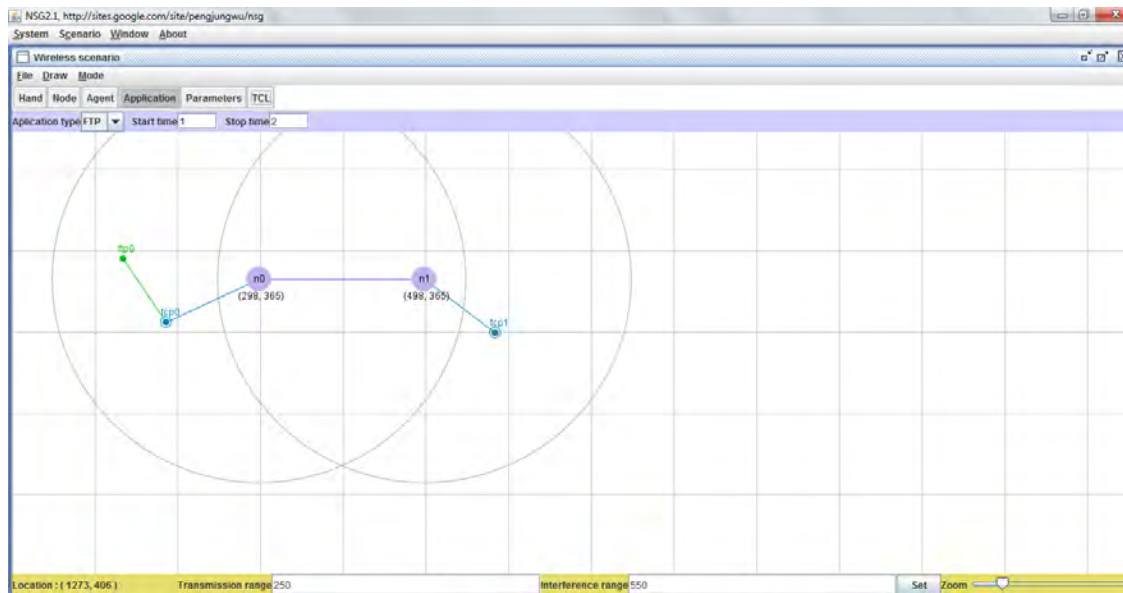 NSG2.1, http://sites.google.com/site/pengjungwu/nsg
System Scenario Window About
Wireless scenario
File Draw Mode
Hand Node Agent Application Parameters TCL
Aplication type FTP Start time 1 Stop time 2
ftp0
n0
n1
(298, 365)
(498, 365)
tcp0
tcp1
Location : ( 1273, 406 ) Transmission range 250 Interference range 550 Set Zoom